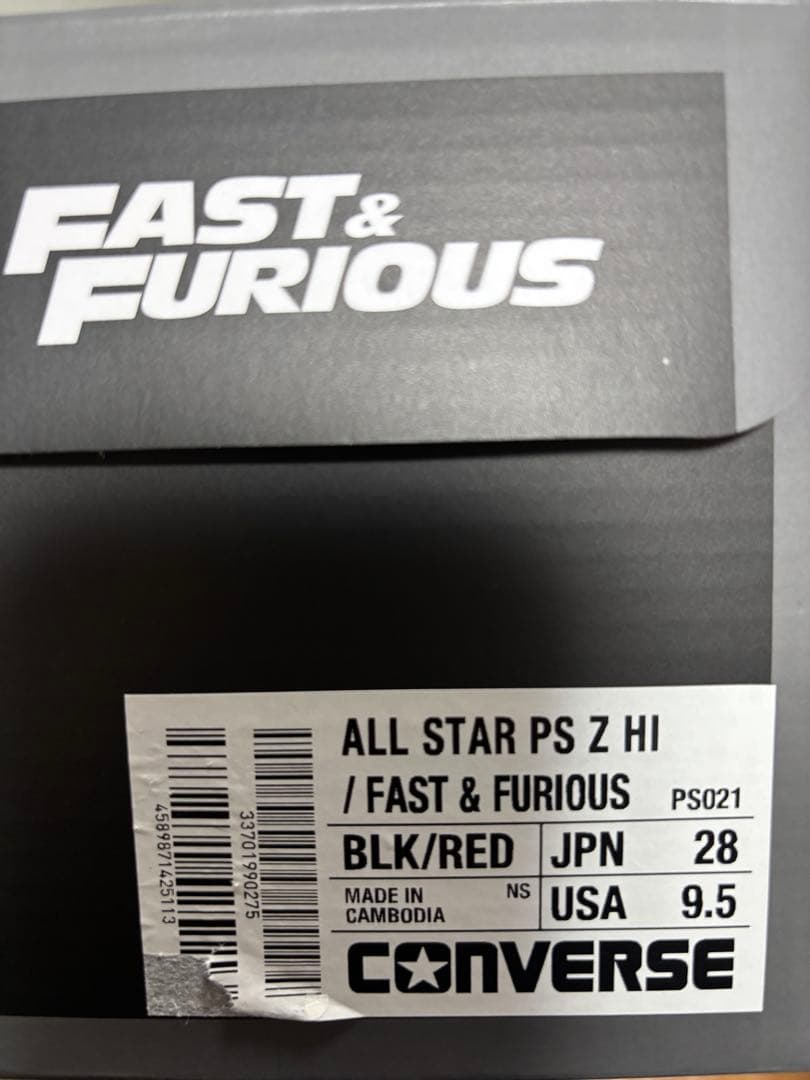 FAST &
FURIOUS
ALL STAR PS Z HI
/ FAST & FURIOUS PS021
BLK/RED JPN 28
MADE IN CAMBODIA NS USA 9.5
CONVERSE
4589871425113
33701990275